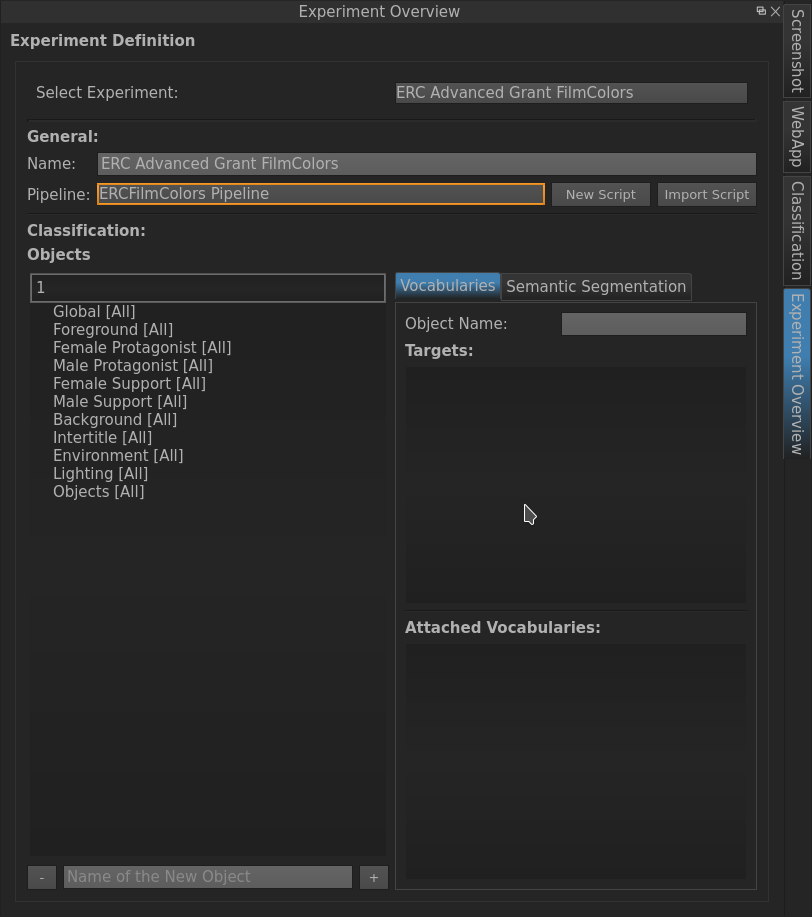 Experiment Overview
Experiment Definition
Select Experiment: ERC Advanced Grant FilmColors
General:
Name: ERC Advanced Grant FilmColors
Pipeline: ERCFilmColors Pipeline New Script Import Script
Classification:
Objects
1
Global [All]
Foreground [All]
Female Protagonist [All]
Male Protagonist [All]
Female Support [All]
Male Support [All]
Background [All]
Intertitle [All]
Environment [All]
Lighting [All]
Objects [All]
- Name of the New Object +
Vocabularies Semantic Segmentation
Object Name:
Targets:
Attached Vocabularies:
Screenshot
WebApp
Classification
Experiment Overview